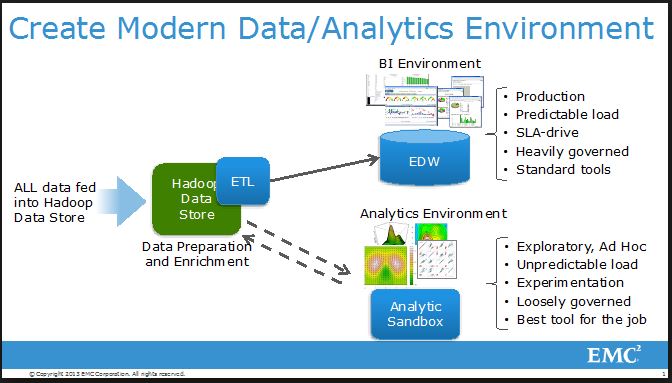 Create Modern Data/Analytics Environment
BI Environment
• Production
• Predictable load
• SLA-drive
• Heavily governed
• Standard tools
EDW
ALL data fed
into Hadoop
Data Store
Hadoop
Data
Store
ETL
Data Preparation
and Enrichment
Analytics Environment
• Exploratory, Ad Hoc
• Unpredictable load
• Experimentation
• Loosely governed
• Best tool for the job
Analytic
Sandbox
EMC²
© Copyright 2013 EMC Corporation. All rights reserved.
1